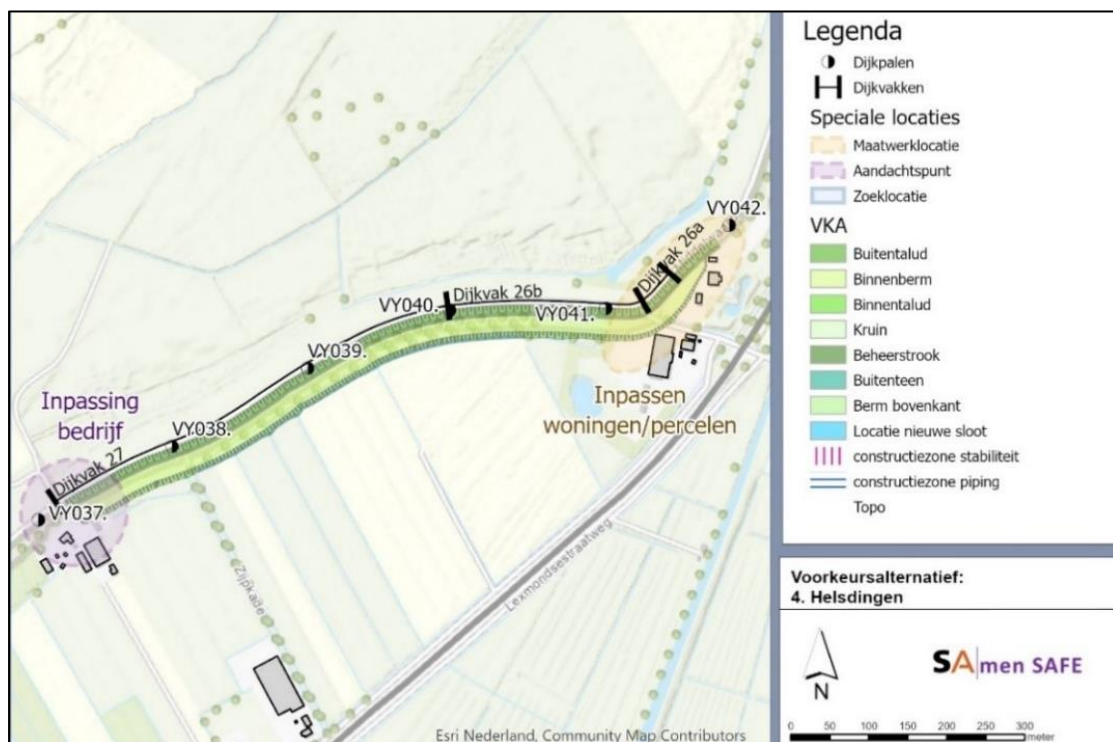 VY042.
Dijkvak 26a
VY040.
Dijkvak 26b
VY041.
VY039.
Inpassen
woningen/percelen
Inpassing
bedrijf
VY038.
Dijkvak 27
VY037.
Zijpkade
Lexmondsestraatweg
Esri Nederland, Community Map Contributors
Legenda
Dijkpalen
Dijkvakken
Speciale locaties
Maatwerklocatie
Aandachtspunt
Zoeklocatie
VKA
Buitentalud
Binnenberm
Binnentalud
Kruin
Beheerstrook
Buitenteen
Berm bovenkant
Locatie nieuwe sloot
constructiezone stabiliteit
constructiezone piping
Topo
Voorkeursalternatief:
4. Helsdingen
N
SAmen SAFE
0 50 100 150 200 250 300
meter